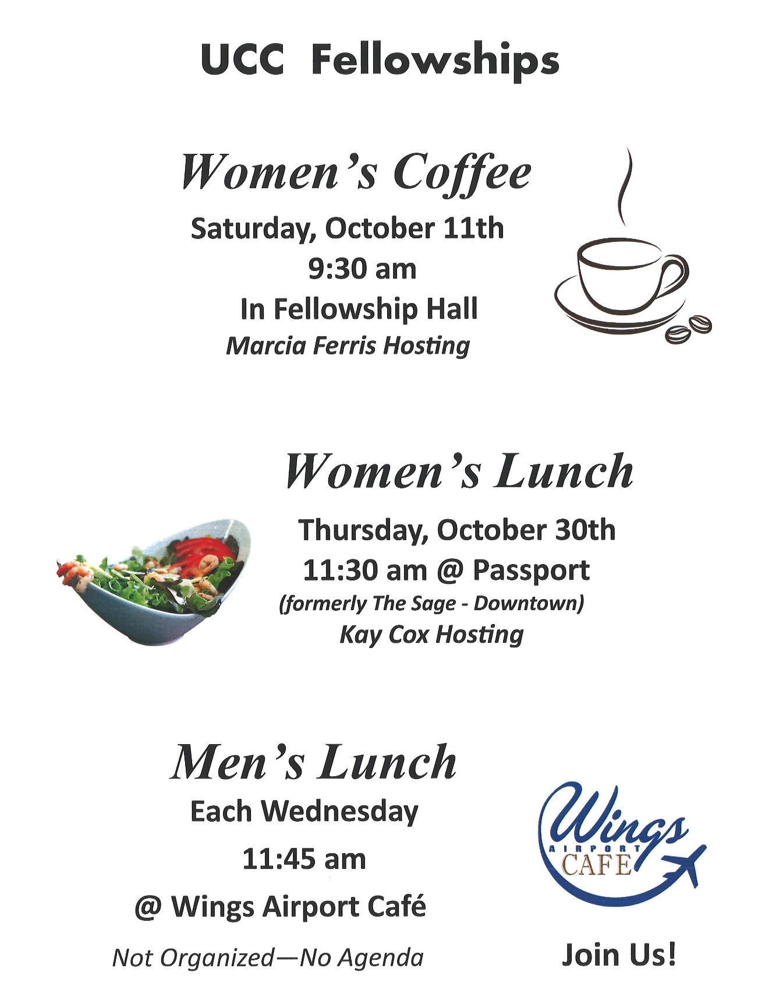 UCC Fellowships
Women's Coffee
Saturday, October 11th
9:30 am
In Fellowship Hall
Marcia Ferris Hosting
Women's Lunch
Thursday, October 30th
11:30 am @ Passport
(formerly The Sage - Downtown)
Kay Cox Hosting
Men's Lunch
Each Wednesday
11:45 am
@ Wings Airport Café
Not Organized—No Agenda
Wings
AIRPORT
CAFE
Join Us!